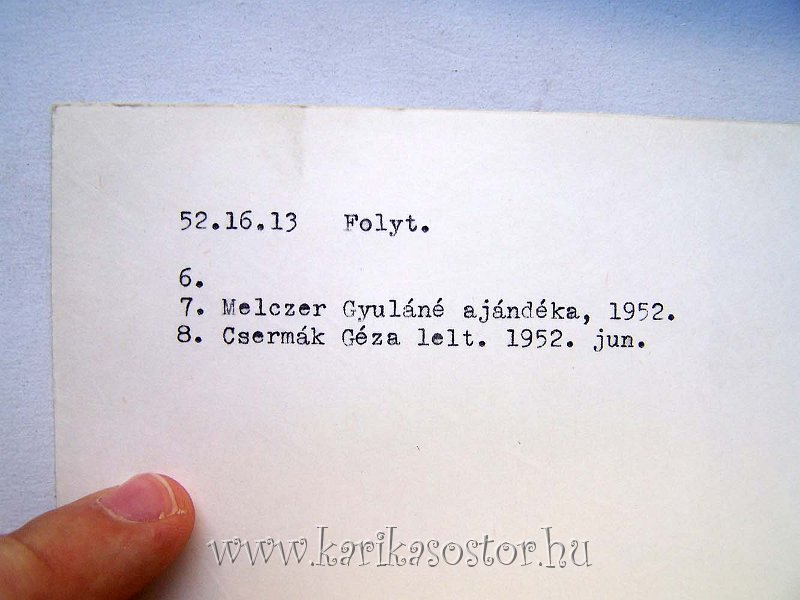 52.16.13 Folyt.
6.
7. Melczer Gyuláné ajándéka, 1952.
8. Csermák Géza lelt. 1952. jun.
www.karikasostor.hu